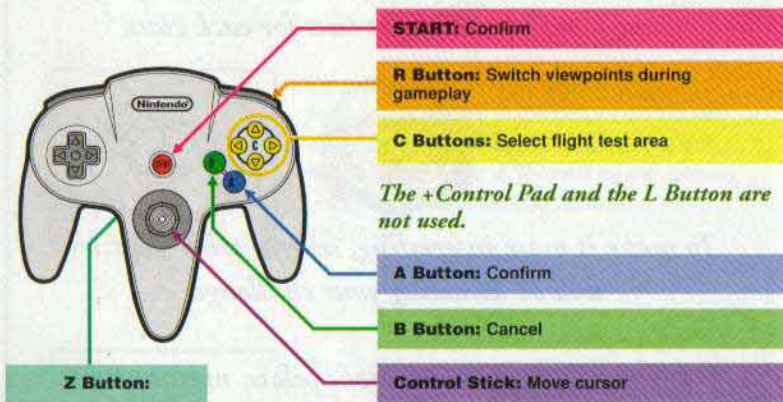 START: Confirm
R Button: Switch viewpoints during
gameplay
Nintendo
C
C Buttons: Select flight test area
B
A
The +Control Pad and the L Button are
not used.
A Button: Confirm
B Button: Cancel
Z Button:
Control Stick: Move cursor